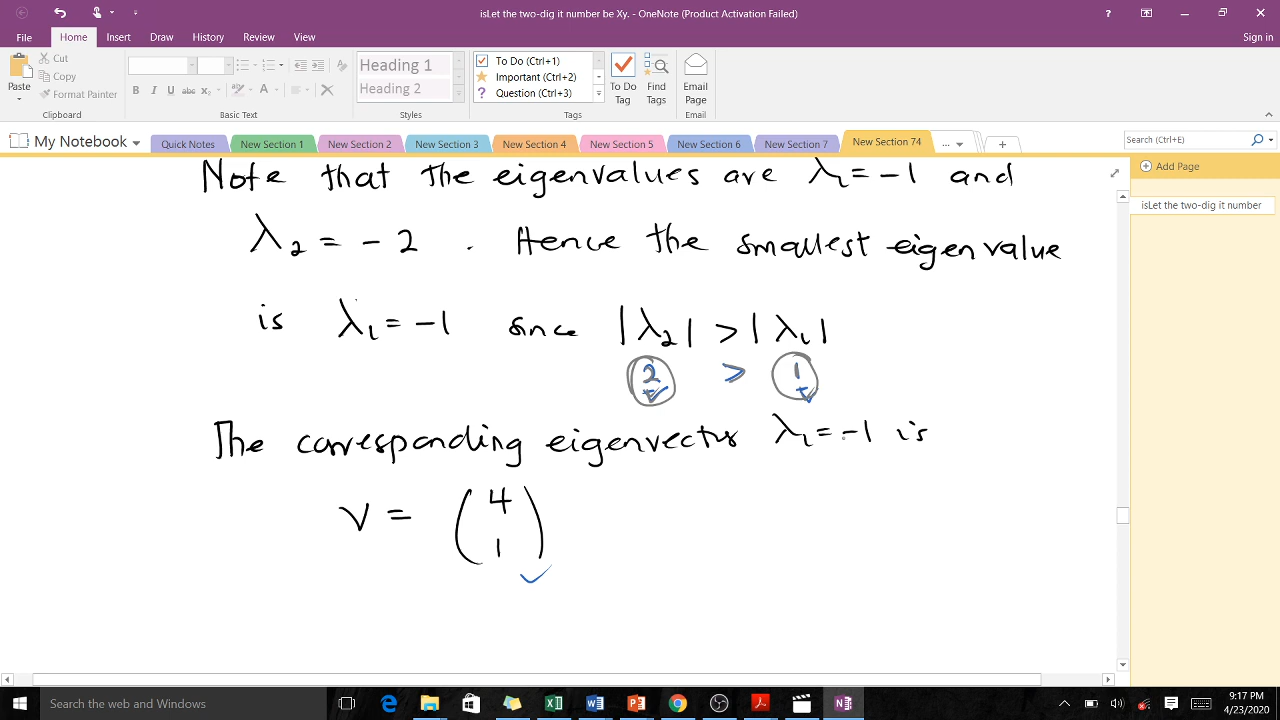 isLet the two-dig it number be Xy. - OneNote (Product Activation Failed)
File Home Insert Draw History Review View Sign in
Paste Cut Copy Format Painter
Heading 1
Heading 2
To Do (Ctrl+1)
Important (Ctrl+2)
Question (Ctrl+3)
To Do Tag
Find Tags
Email Page
Clipboard Basic Text Styles Tags Email
My Notebook Quick Notes New Section 1 New Section 2 New Section 3 New Section 4 New Section 5 New Section 6 New Section 7 New Section 74 ... Search (Ctrl+E)
Add Page
isLet the two-dig it number
Note that the eigenvalues are λ1 = -1 and
λ2 = -2 . Hence the smallest eigenvalue
is λ1 = -1 since |λ2| > |λ1|
2 > 1
The corresponding eigenvector λ1 = -1 is
v = (4
1)
Search the web and Windows
9:17 PM
4/23/2020